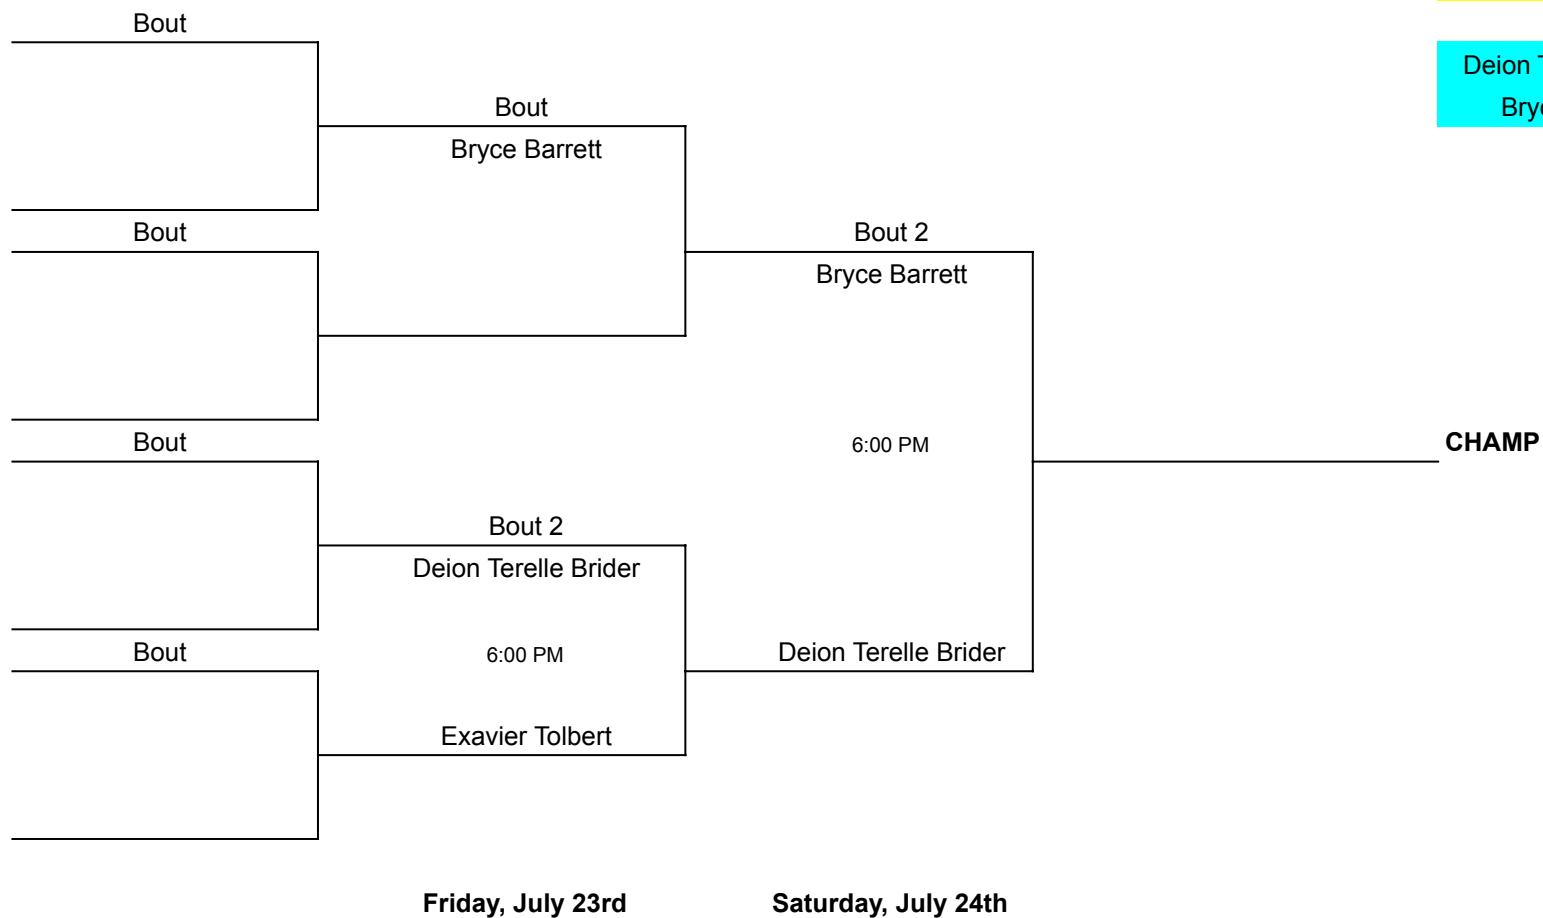 Bout
Deion T
Bout
Bryce Barrett
Bout
Bout 2
Bryce Barrett
Bout
6:00 PM
CHAMP
Bout 2
Deion Terelle Brider
Bout
6:00 PM
Deion Terelle Brider
Exavier Tolbert
Friday, July 23rd
Saturday, July 24th